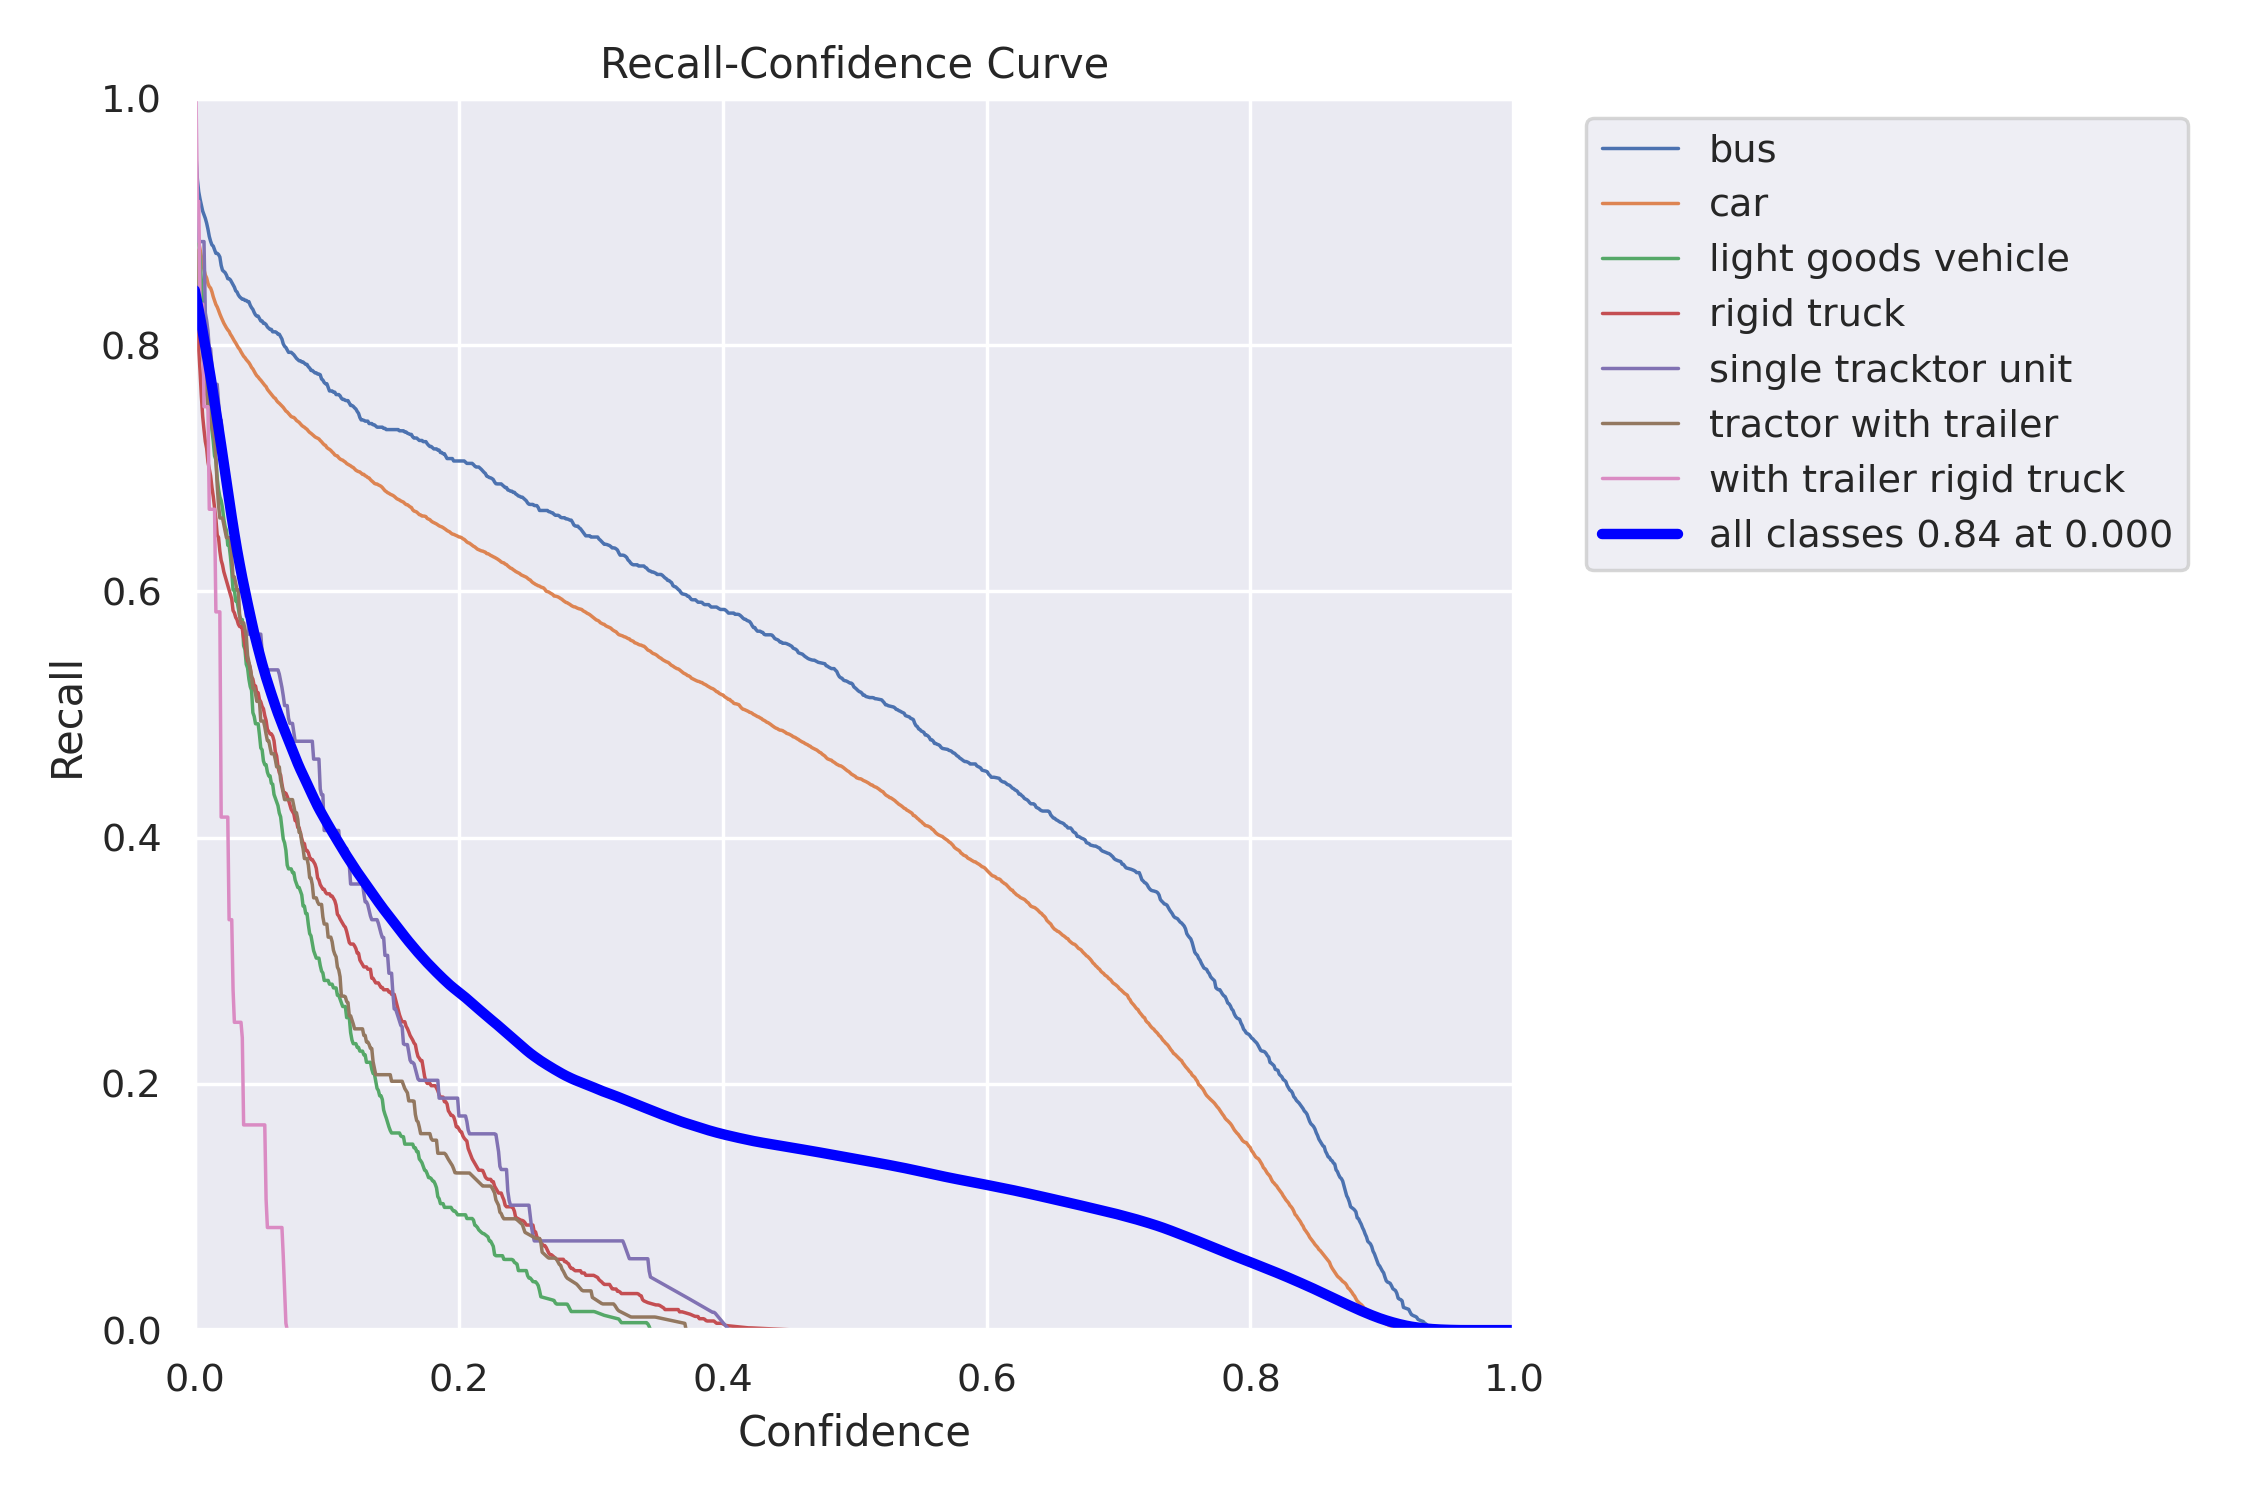 Recall-Confidence Curve
1.0
0.8
0.6
0.4
0.2
0.0
Recall
0.0 0.2 0.4 0.6 0.8 1.0
Confidence
bus
car
light goods vehicle
rigid truck
single tracktor unit
tractor with trailer
with trailer rigid truck
all classes 0.84 at 0.000